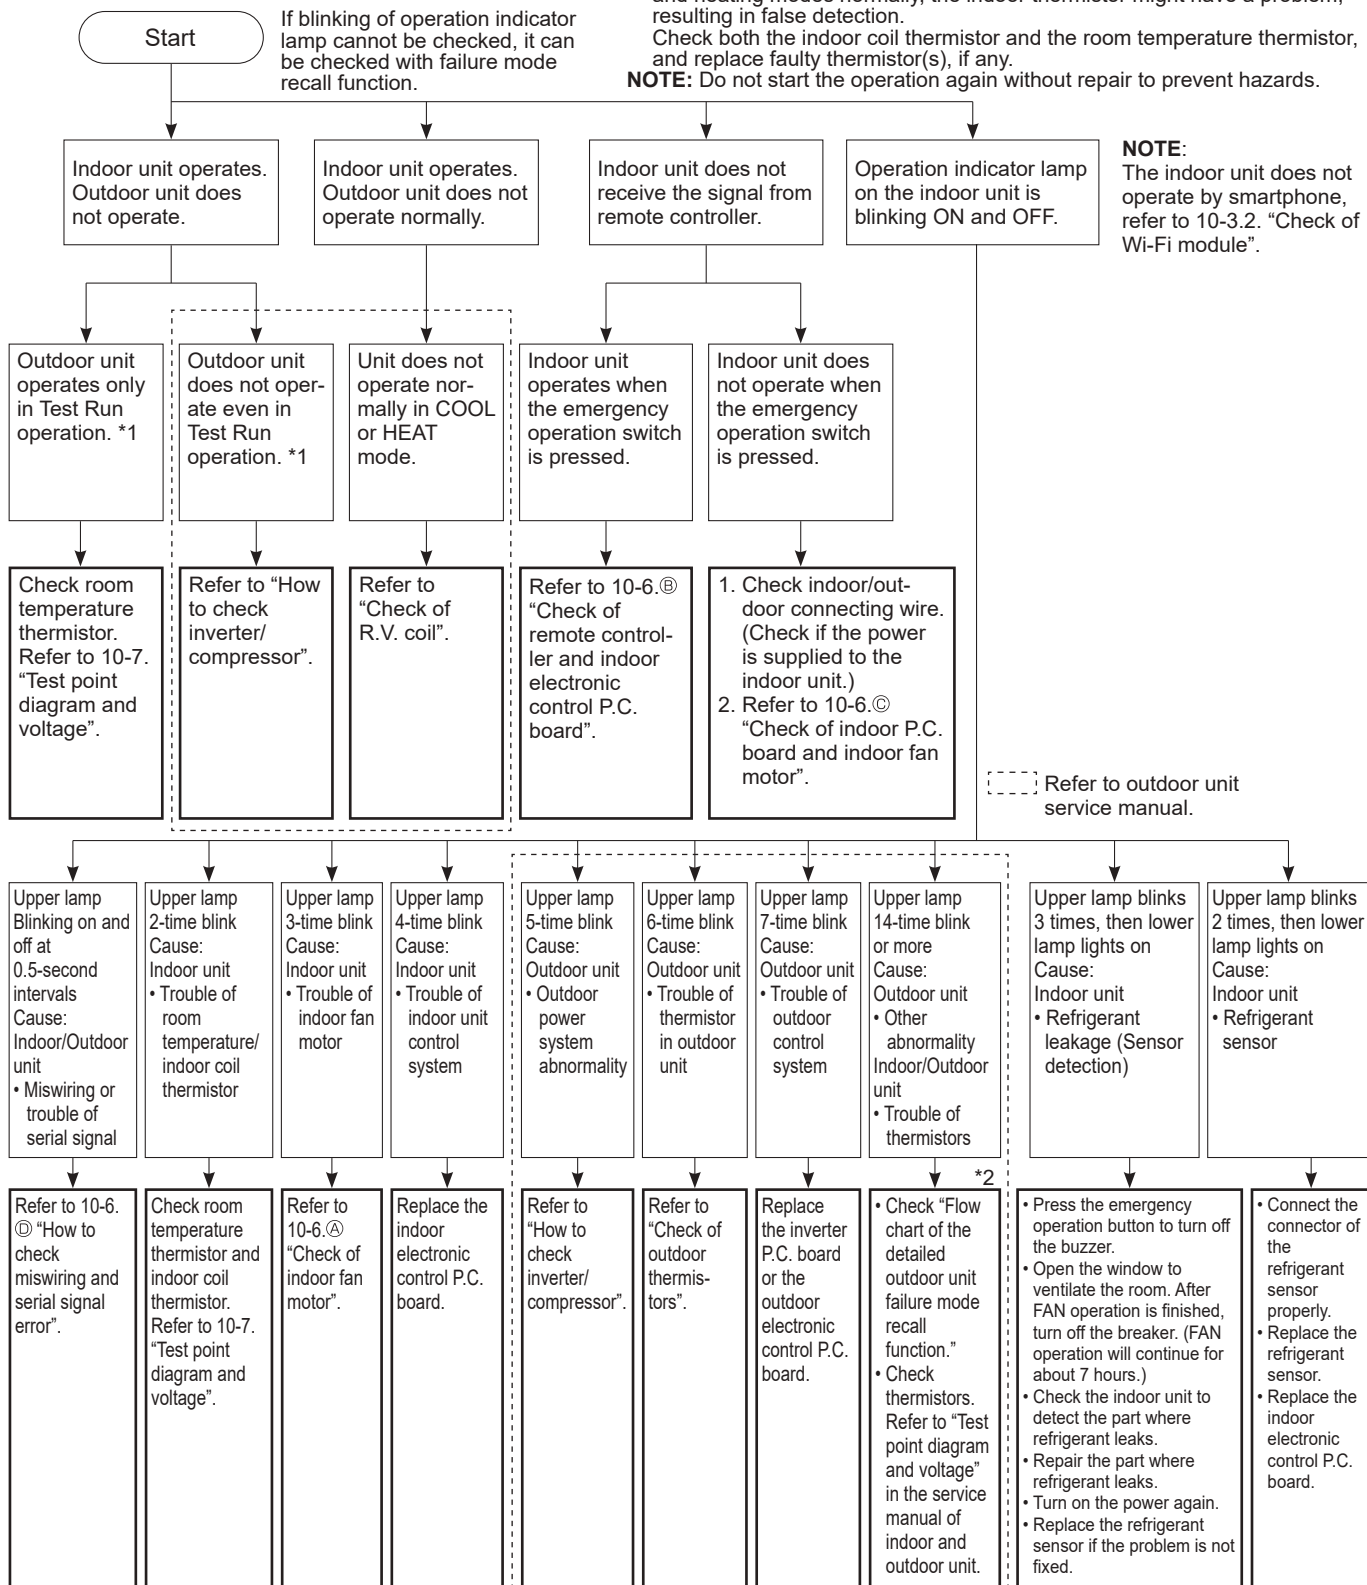 and heating modes normally, the indoor thermistor might have a problem,
resulting in false detection.
Check both the indoor coil thermistor and the room temperature thermistor,
and replace faulty thermistor(s), if any.
NOTE: Do not start the operation again without repair to prevent hazards.
Start
If blinking of operation indicator
lamp cannot be checked, it can
be checked with failure mode
recall function.
Indoor unit operates.
Outdoor unit does
not operate.
Indoor unit operates.
Outdoor unit does not
operate normally.
Indoor unit does not
receive the signal from
remote controller.
Operation indicator lamp
on the indoor unit is
blinking ON and OFF.
NOTE:
The indoor unit does not
operate by smartphone,
refer to 10-3.2. “Check of
Wi-Fi module”.
Outdoor unit
operates only
in Test Run
operation. *1
Outdoor unit
does not oper-
ate even in
Test Run
operation. *1
Unit does not
operate nor-
mally in COOL
or HEAT
mode.
Indoor unit
operates when
the emergency
operation switch
is pressed.
Indoor unit does
not operate when
the emergency
operation switch
is pressed.
Check room
temperature
thermistor.
Refer to 10-7.
“Test point
diagram and
voltage”.
Refer to “How
to check
inverter/
compressor”.
Refer to
“Check of
R.V. coil”.
Refer to 10-6.Ⓑ
“Check of
remote control-
ler and indoor
electronic
control P.C.
board”.
1. Check indoor/out-
door connecting wire.
(Check if the power
is supplied to the
indoor unit.)
2. Refer to 10-6.Ⓒ
“Check of indoor P.C.
board and indoor fan
motor”.
Refer to outdoor unit
service manual.
Upper lamp
Blinking on and
off at
0.5-second
intervals
Cause:
Indoor/Outdoor
unit
• Miswiring or
trouble of
serial signal
Upper lamp
2-time blink
Cause:
Indoor unit
• Trouble of
room
temperature/
indoor coil
thermistor
Upper lamp
3-time blink
Cause:
Indoor unit
• Trouble of
indoor fan
motor
Upper lamp
4-time blink
Cause:
Indoor unit
• Trouble of
indoor unit
control
system
Upper lamp
5-time blink
Cause:
Outdoor unit
• Outdoor
power
system
abnormality
Upper lamp
6-time blink
Cause:
Outdoor unit
• Trouble of
thermistor
in outdoor
unit
Upper lamp
7-time blink
Cause:
Outdoor unit
• Trouble of
outdoor
control
system
Upper lamp
14-time blink
or more
Cause:
Outdoor unit
• Other
abnormality
Indoor/Outdoor
unit
• Trouble of
thermistors
Upper lamp blinks
3 times, then lower
lamp lights on
Cause:
Indoor unit
• Refrigerant
leakage (Sensor
detection)
Upper lamp blinks
2 times, then lower
lamp lights on
Cause:
Indoor unit
• Refrigerant
sensor
*2
Refer to 10-6.
Ⓓ “How to
check
miswiring and
serial signal
error”.
Check room
temperature
thermistor and
indoor coil
thermistor.
Refer to 10-7.
“Test point
diagram and
voltage”.
Refer to
10-6.Ⓐ
“Check of
indoor fan
motor”.
Replace the
indoor
electronic
control P.C.
board.
Refer to
“How to
check
inverter/
compressor”.
Refer to
“Check of
outdoor
thermis-
tors”.
Replace
the inverter
P.C. board
or the
outdoor
electronic
control P.C.
board.
• Check “Flow
chart of the
detailed
outdoor unit
failure mode
recall
function.”
• Check
thermistors.
Refer to “Test
point diagram
and voltage”
in the service
manual of
indoor and
outdoor unit.
• Press the emergency
operation button to turn off
the buzzer.
• Open the window to
ventilate the room. After
FAN operation is finished,
turn off the breaker. (FAN
operation will continue for
about 7 hours.)
• Check the indoor unit to
detect the part where
refrigerant leaks.
• Repair the part where
refrigerant leaks.
• Turn on the power again.
• Replace the refrigerant
sensor if the problem is not
fixed.
• Connect the
connector of
the
refrigerant
sensor
properly.
• Replace the
refrigerant
sensor.
• Replace the
indoor
electronic
control P.C.
board.